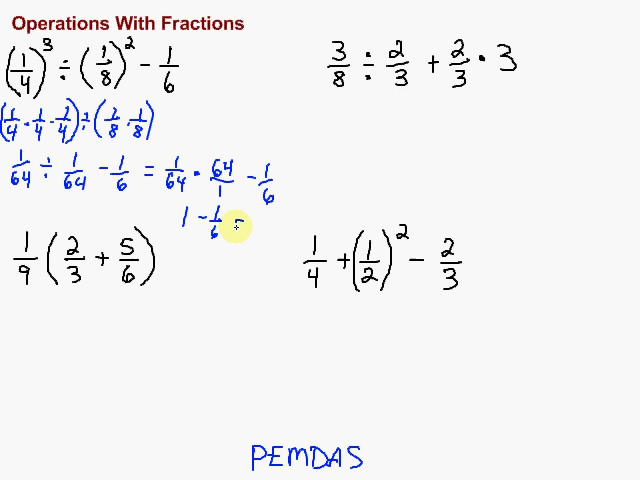 Operations With Fractions
(1/4)³ ÷ (1/8)² - 1/6
(1/4 · 1/4 · 1/4) ÷ (1/8 · 1/8)
1/64 ÷ 1/64 - 1/6 = 1/64 · 64/1 - 1/6
1 - 1/6 =
3/8 ÷ 2/3 + 2/3 · 3
1/9 (2/3 + 5/6)
1/4 + (1/2)² - 2/3
PEMDAS